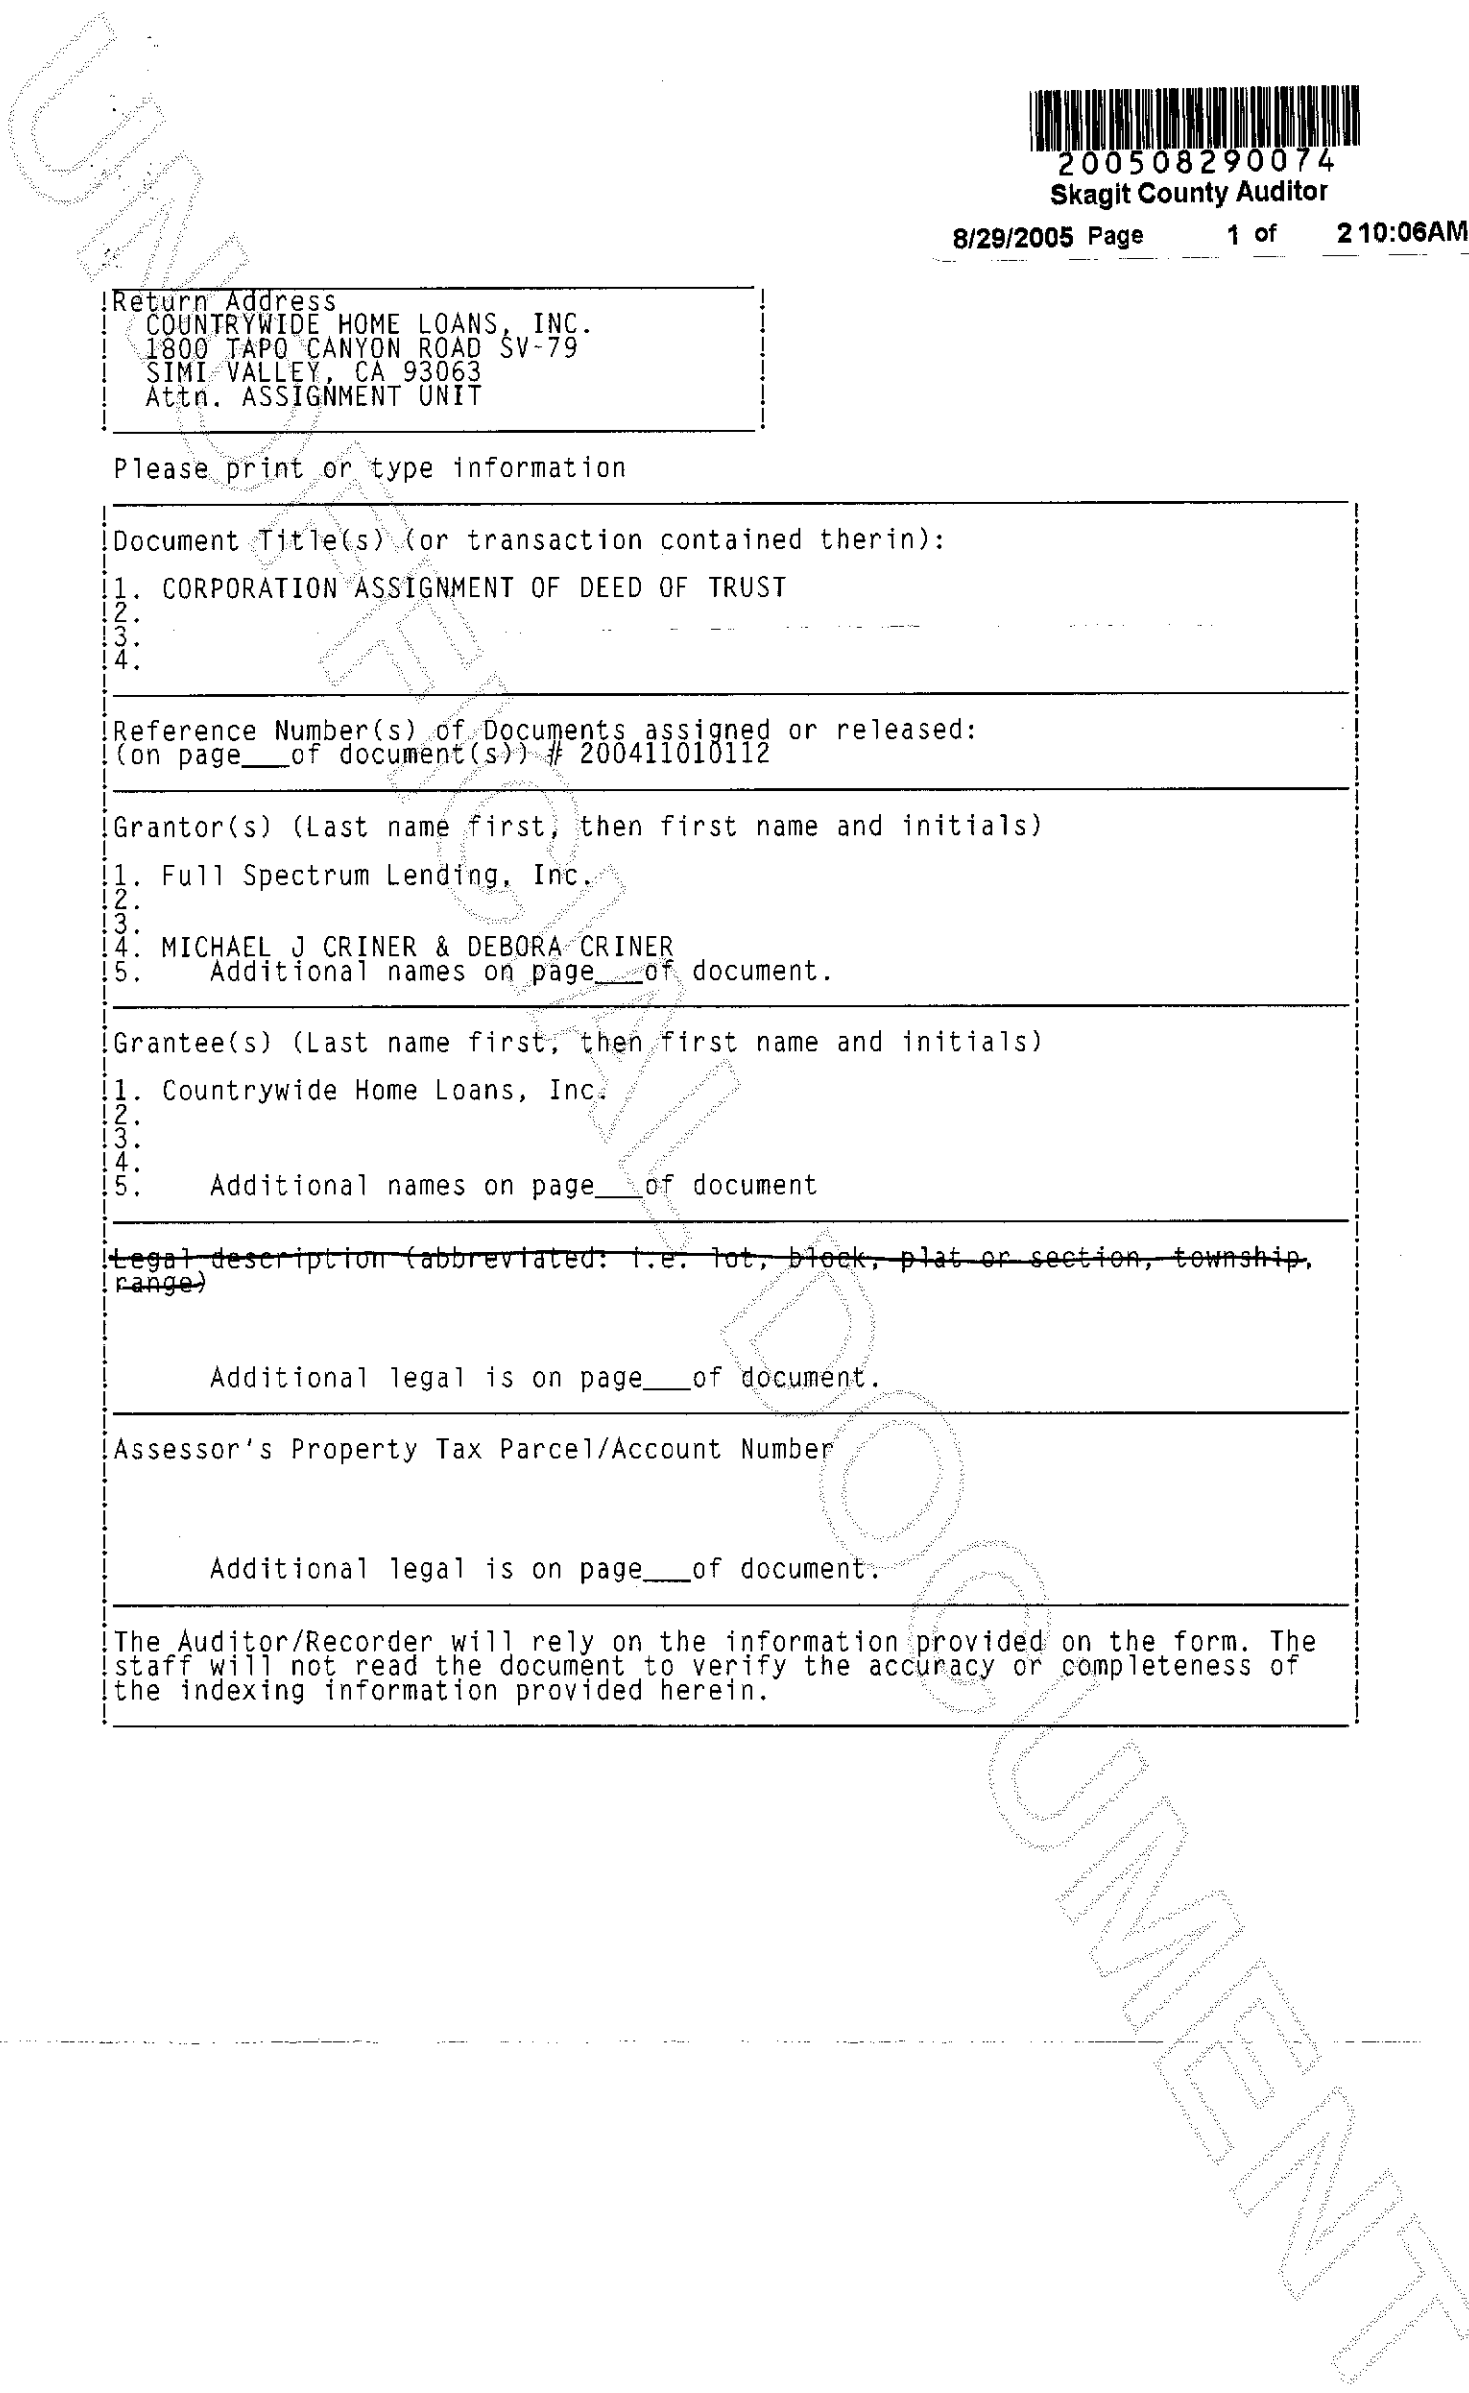 200508290074
Skagit County Auditor
8/29/2005 Page 1 of 2 10:06AM
Return Address
COUNTRYWIDE HOME LOANS, INC.
1800 TAPO CANYON ROAD SV-79
SIMI VALLEY, CA 93063
Attn. ASSIGNMENT UNIT
Please print or type information
Document Title(s) (or transaction contained therin):
1. CORPORATION ASSIGNMENT OF DEED OF TRUST
2.
3.
4.
Reference Number(s) of Documents assigned or released:
(on page___of document(s)) # 200411010112
Grantor(s) (Last name first, then first name and initials)
1. Full Spectrum Lending, Inc.
2.
3.
4. MICHAEL J CRINER & DEBORA CRINER
5. Additional names on page___of document.
Grantee(s) (Last name first, then first name and initials)
1. Countrywide Home Loans, Inc.
2.
3.
4.
5. Additional names on page___of document
Legal description (abbreviated: i.e. lot, block, plat or section, township,
range)
Additional legal is on page___of document.
Assessor's Property Tax Parcel/Account Number
Additional legal is on page___of document.
The Auditor/Recorder will rely on the information provided on the form. The
staff will not read the document to verify the accuracy or completeness of
the indexing information provided herein.
UNOFFICIAL DOCUMENT